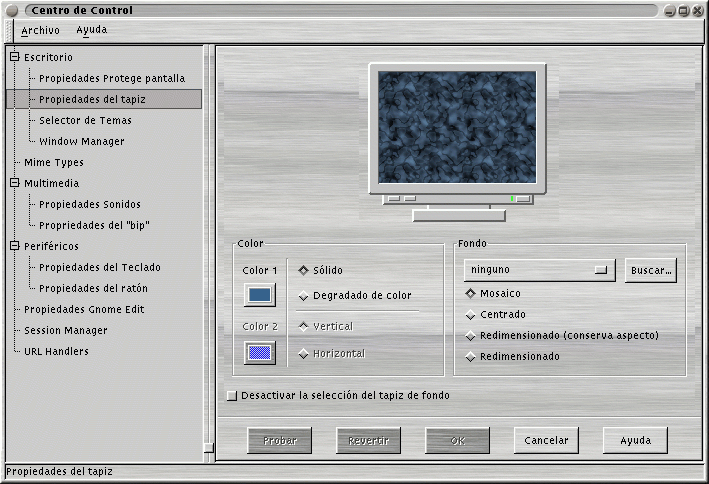 Centro de Control
Archivo Ayuda
Escritorio
Propiedades Protege pantalla
Propiedades del tapiz
Selector de Temas
Window Manager
Mime Types
Multimedia
Propiedades Sonidos
Propriedades del "bip"
Periféricos
Propiedades del Teclado
Propiedades del ratón
Propiedades Gnome Edit
Session Manager
URL Handlers
Color
Color 1
Sólido
Degradado de color
Color 2
Vertical
Horizontal
Fondo
ninguno
Buscar...
Mosaico
Centrado
Redimensionado (conserva aspecto)
Redimensionado
Desactivar la selección del tapiz de fondo
Probar Revertir OK Cancelar Ayuda
Propiedades del tapiz